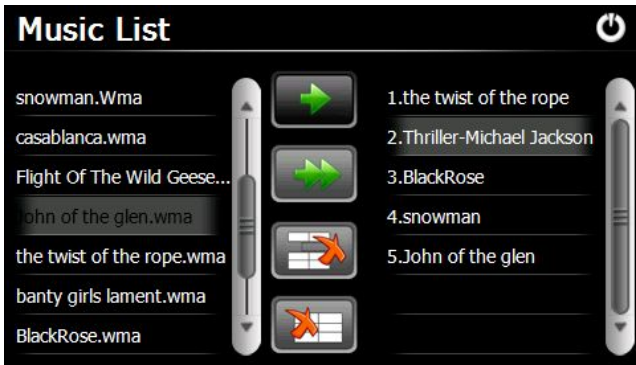 Music List
snowman.Wma
casablanca.wma
Flight Of The Wild Geese...
John of the glen.wma
the twist of the rope.wma
banty girls lament.wma
BlackRose.wma
1.the twist of the rope
2.Thriller-Michael Jackson
3.BlackRose
4.snowman
5.John of the glen